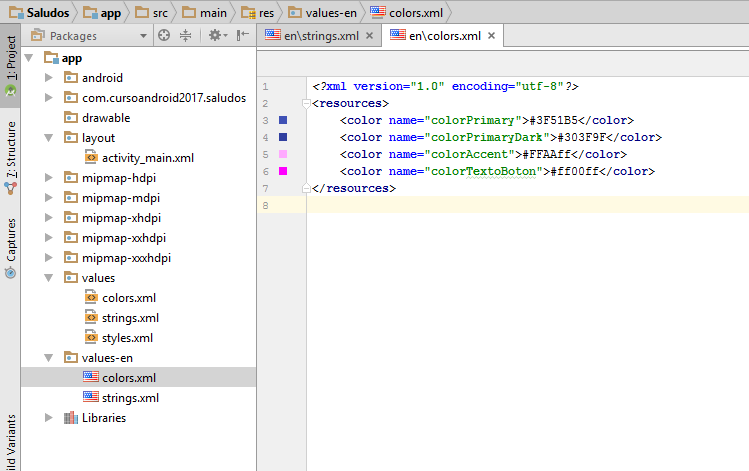 Saludos app src main res values-en colors.xml
1: Project
7: Structure
Captures
ild Variants
Packages
app
android
com.cursoandroid2017.saludos
drawable
layout
activity_main.xml
mipmap-hdpi
mipmap-mdpi
mipmap-xhdpi
mipmap-xxhdpi
mipmap-xxxhdpi
values
colors.xml
strings.xml
styles.xml
values-en
colors.xml
strings.xml
Libraries
en\strings.xml en\colors.xml
1 <?xml version="1.0" encoding="utf-8"?>
2 <resources>
3 <color name="colorPrimary">#3F51B5</color>
4 <color name="colorPrimaryDark">#303F9F</color>
5 <color name="colorAccent">#FFAAff</color>
6 <color name="colorTextoBoton">#ff00ff</color>
7 </resources>
8